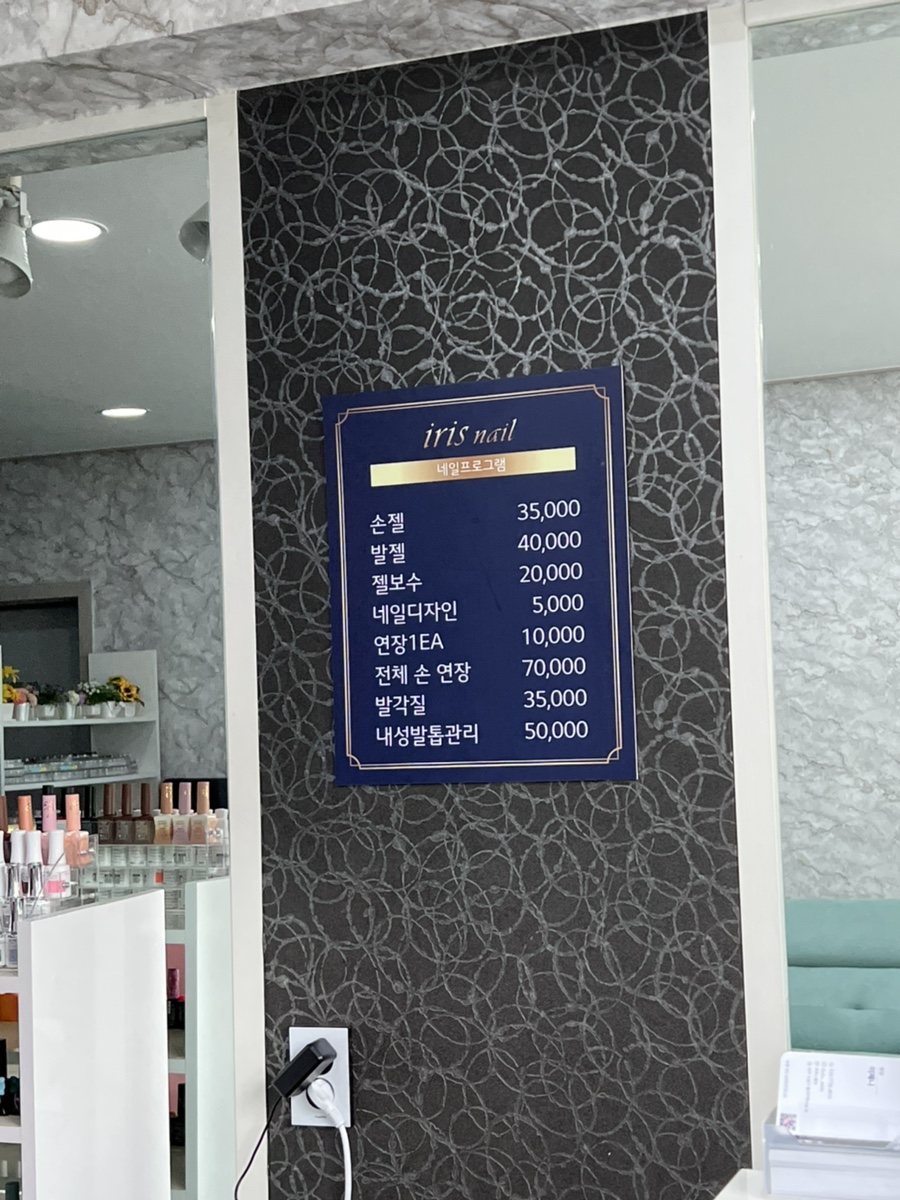 iris nail
네일프로그램
손젤 35,000
발젤 40,000
젤보수 20,000
네일디자인 5,000
연장1EA 10,000
전체 손 연장 70,000
발각질 35,000
내성발톱관리 50,000